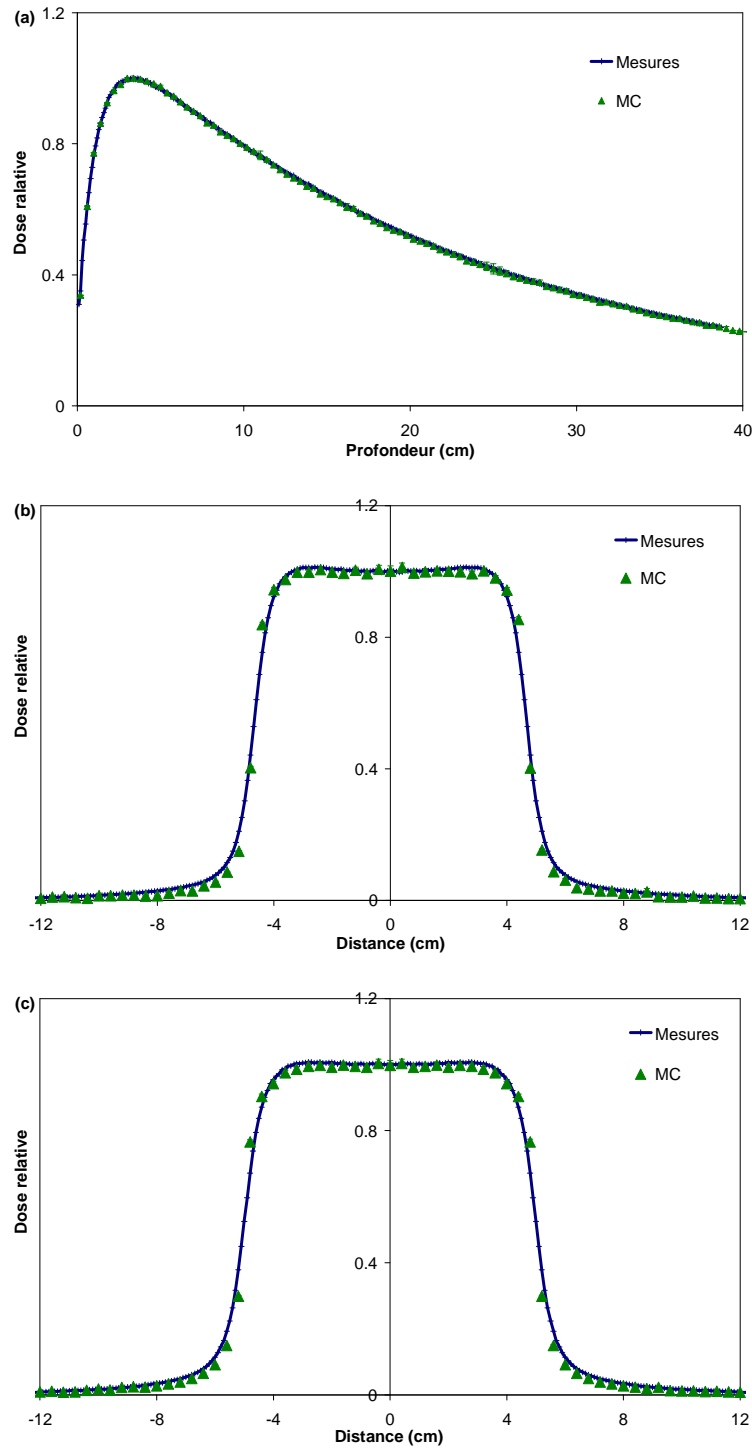 (a)
1.2
Mesures
MC
0.8
Dose ralative
0.4
0
0 10 20 30 40
Profondeur (cm)
(b)
1.2
Mesures
MC
0.8
Dose relative
0.4
0
-12 -8 -4 0 4 8 12
Distance (cm)
(c)
1.2
Mesures
MC
0.8
Dose relative
0.4
0
-12 -8 -4 0 4 8 12
Distance (cm)